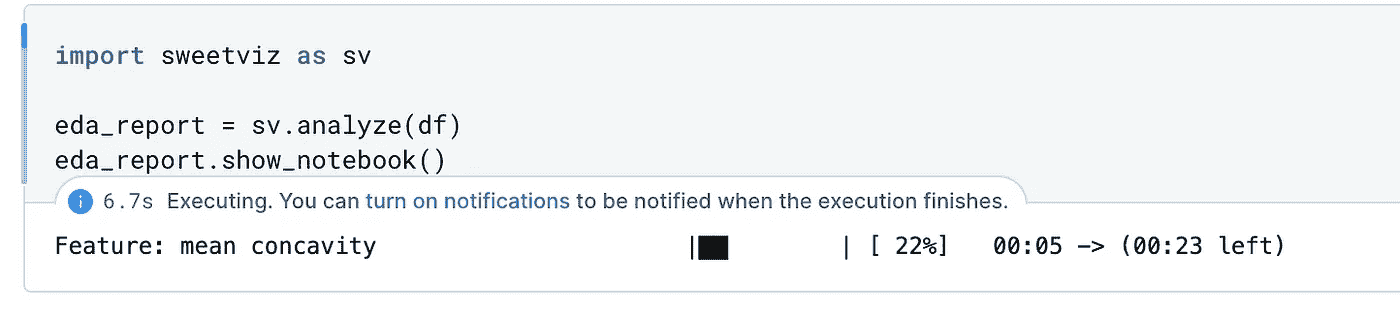 import sweetviz as sv
eda_report = sv.analyze(df)
eda_report.show_notebook()
6.7s Executing. You can turn on notifications to be notified when the execution finishes.
Feature: mean concavity |██ | [ 22%] 00:05 -> (00:23 left)